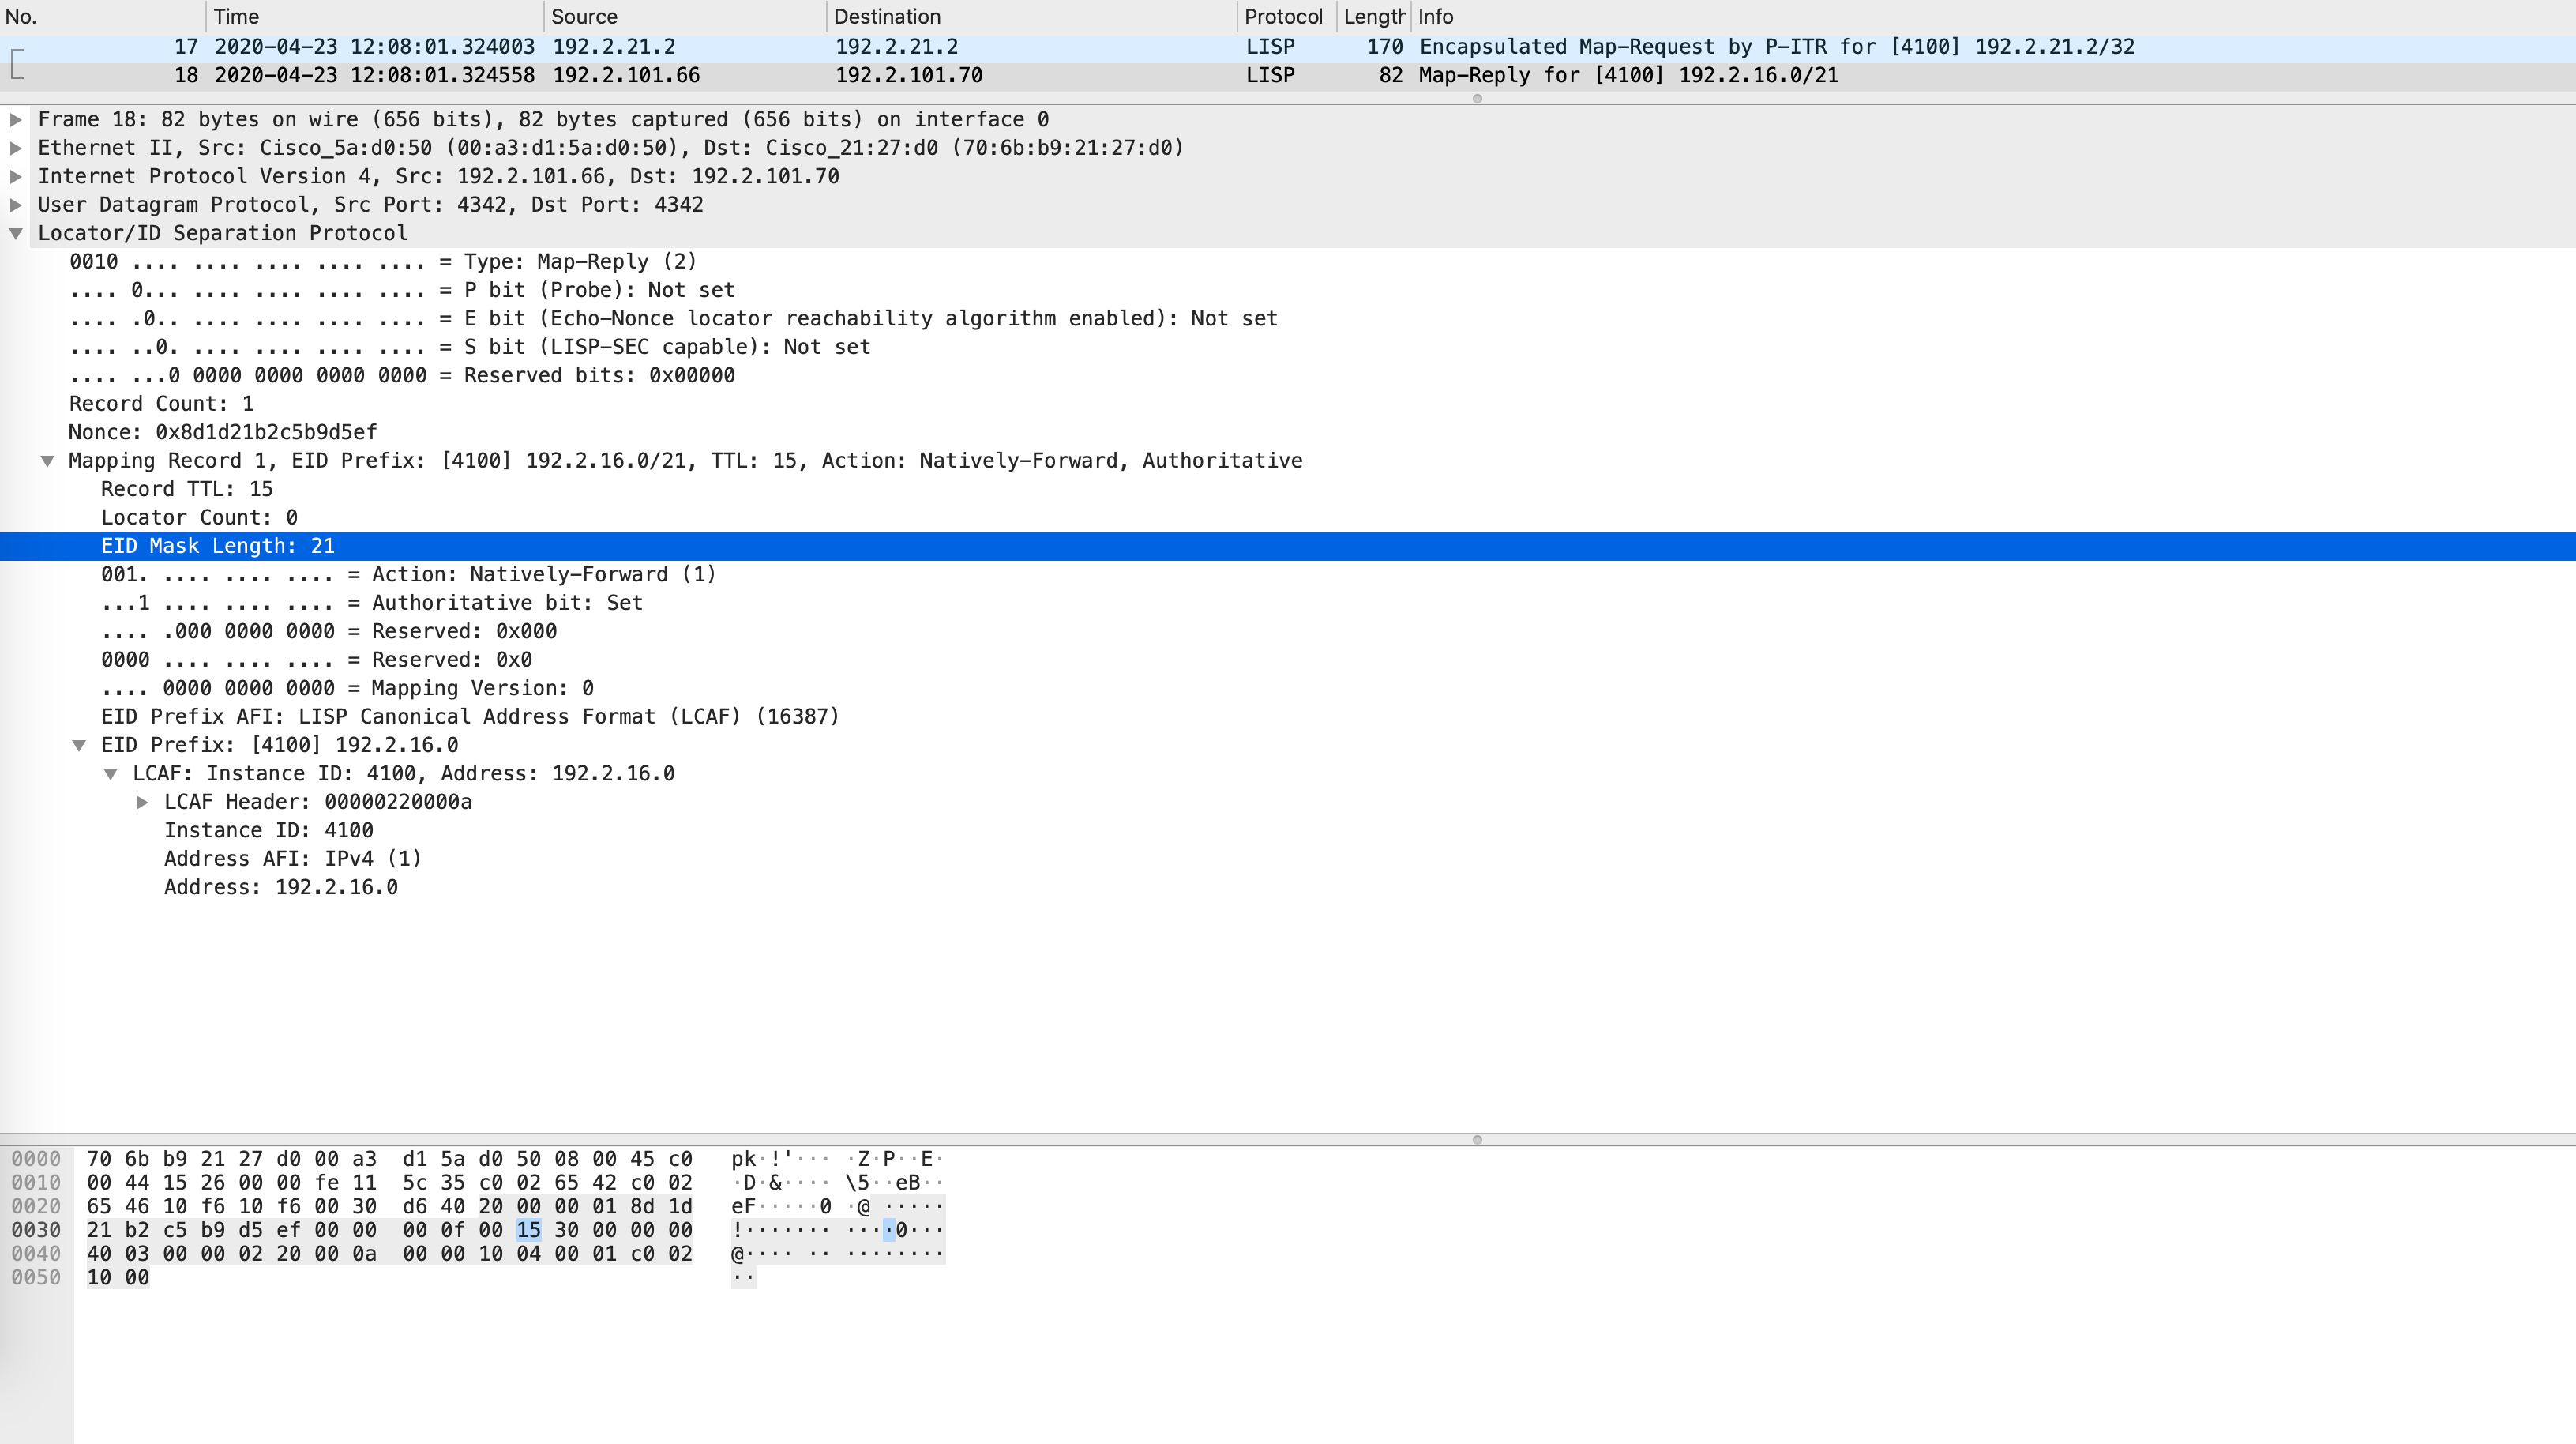 No. Time Source Destination Protocol Length Info
17 2020-04-23 12:08:01.324003 192.2.21.2 192.2.21.2 LISP 170 Encapsulated Map-Request by P-ITR for [4100] 192.2.21.2/32
18 2020-04-23 12:08:01.324558 192.2.101.66 192.2.101.70 LISP 82 Map-Reply for [4100] 192.2.16.0/21
Frame 18: 82 bytes on wire (656 bits), 82 bytes captured (656 bits) on interface 0
Ethernet II, Src: Cisco_5a:d0:50 (00:a3:d1:5a:d0:50), Dst: Cisco_21:27:d0 (70:6b:b9:21:27:d0)
Internet Protocol Version 4, Src: 192.2.101.66, Dst: 192.2.101.70
User Datagram Protocol, Src Port: 4342, Dst Port: 4342
Locator/ID Separation Protocol
0010 .... .... .... .... .... = Type: Map-Reply (2)
.... 0... .... .... .... .... = P bit (Probe): Not set
.... .0.. .... .... .... .... = E bit (Echo-Nonce locator reachability algorithm enabled): Not set
.... ..0. .... .... .... .... = S bit (LISP-SEC capable): Not set
.... ...0 0000 0000 0000 0000 = Reserved bits: 0x00000
Record Count: 1
Nonce: 0x8d1d21b2c5b9d5ef
Mapping Record 1, EID Prefix: [4100] 192.2.16.0/21, TTL: 15, Action: Natively-Forward, Authoritative
Record TTL: 15
Locator Count: 0
EID Mask Length: 21
001. .... .... .... = Action: Natively-Forward (1)
...1 .... .... .... = Authoritative bit: Set
.... .000 0000 0000 = Reserved: 0x000
0000 .... .... .... = Reserved: 0x0
.... 0000 0000 0000 = Mapping Version: 0
EID Prefix AFI: LISP Canonical Address Format (LCAF) (16387)
EID Prefix: [4100] 192.2.16.0
LCAF: Instance ID: 4100, Address: 192.2.16.0
LCAF Header: 00000220000a
Instance ID: 4100
Address AFI: IPv4 (1)
Address: 192.2.16.0
0000 70 6b b9 21 27 d0 00 a3 d1 5a d0 50 08 00 45 c0 pk·!'··· ·Z·P··E·
0010 00 44 15 26 00 00 fe 11 5c 35 c0 02 65 42 c0 02 ·D·&···· \5··eB··
0020 65 46 10 f6 10 f6 00 30 d6 40 20 00 00 01 8d 1d eF·····0 ·@ ·····
0030 21 b2 c5 b9 d5 ef 00 00 00 0f 00 15 30 00 00 00 !······· ····0···
0040 40 03 00 00 02 20 00 0a 00 00 10 04 00 01 c0 02 @···· ·· ········
0050 10 00 ··